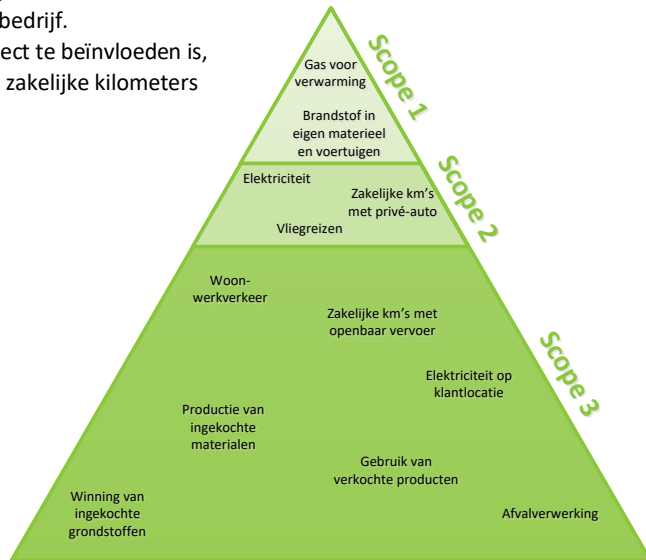 bedrijf.
ect te beïnvloeden is,
zakelijke kilometers
Scope 1
Gas voor
verwarming
Brandstof in
eigen materieel
en voertuigen
Scope 2
Elektriciteit
Zakelijke km's
met privé-auto
Vliegreizen
Scope 3
Woon-
werkverkeer
Zakelijke km's met
openbaar vervoer
Elektriciteit op
klantlocatie
Productie van
ingekochte
materialen
Gebruik van
verkochte producten
Winning van
ingekochte
grondstoffen
Afvalverwerking